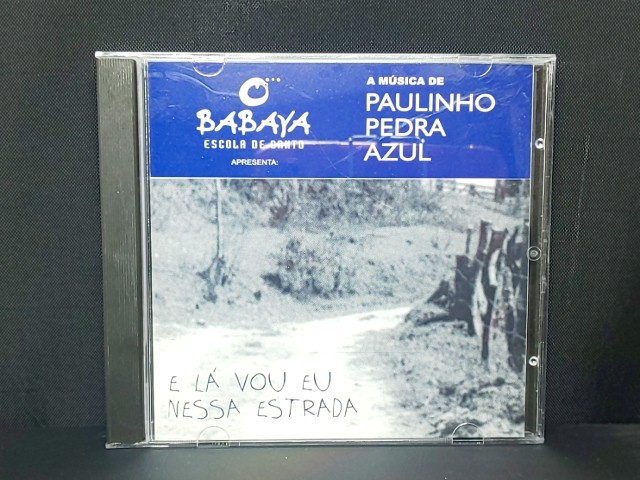 BABAYA
ESCOLA DE CANTO
APRESENTA:
A MÚSICA DE
PAULINHO
PEDRA
AZUL
E LÁ VOU EU
NESSA ESTRADA